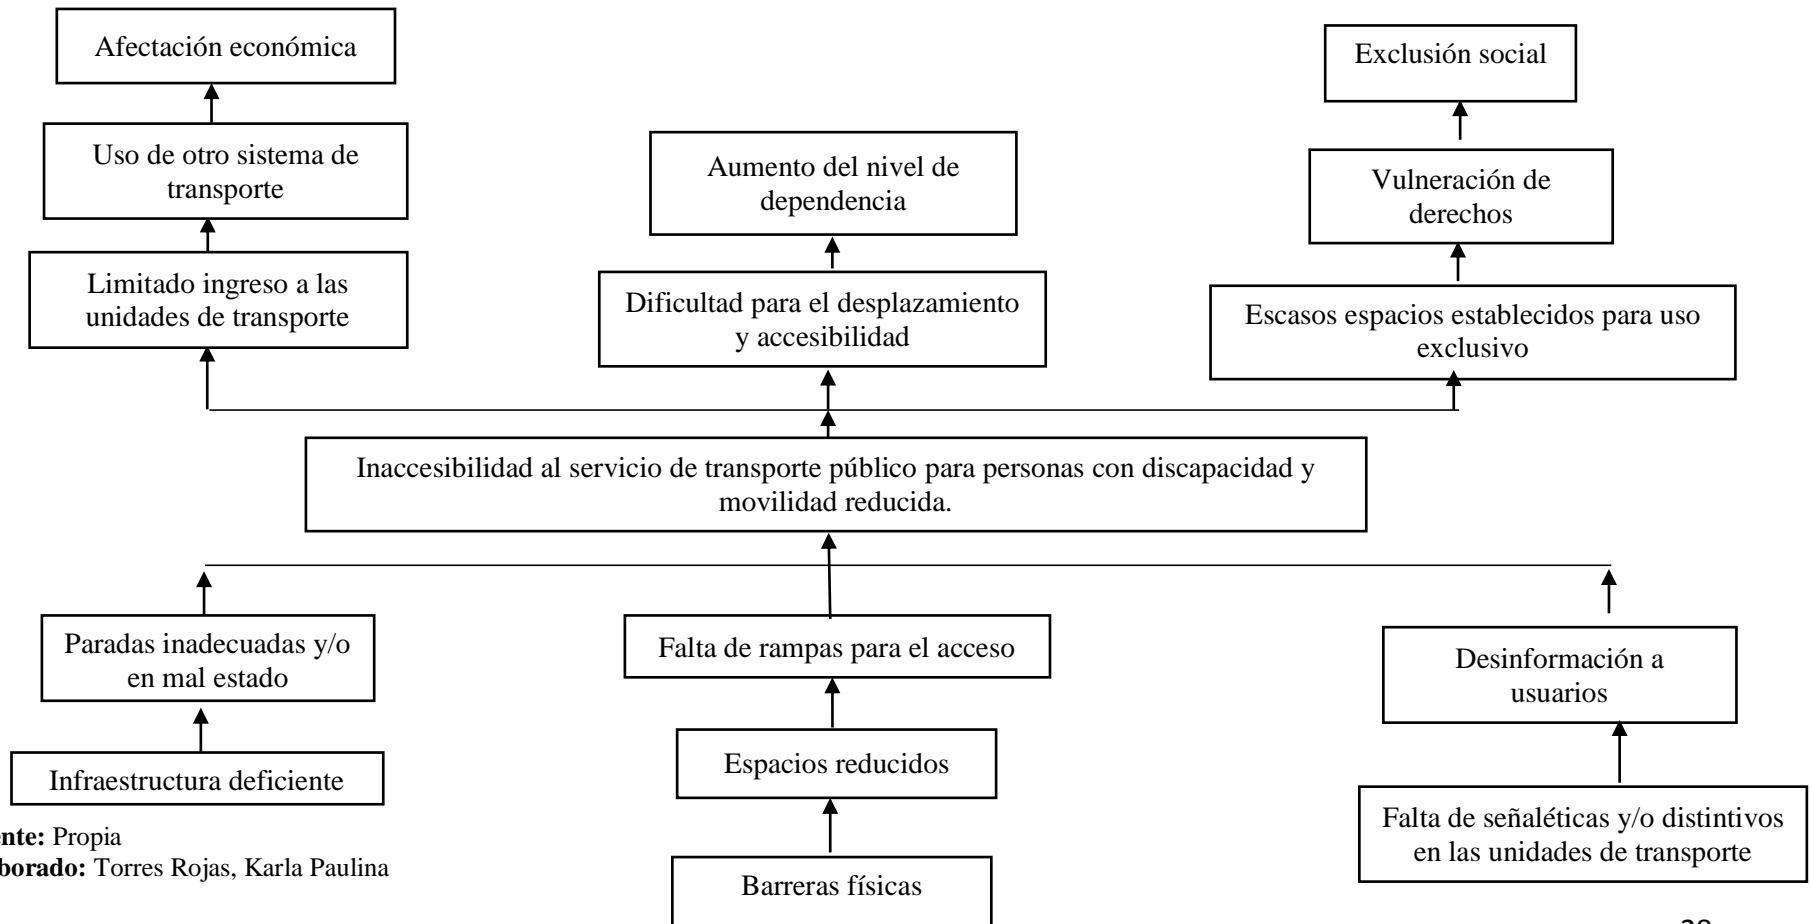 Afectación económica
Exclusión social
Uso de otro sistema de
transporte
Aumento del nivel de
dependencia
Vulneración de
derechos
Limitado ingreso a las
unidades de transporte
Dificultad para el desplazamiento
y accesibilidad
Escasos espacios establecidos para uso
exclusivo
Inaccesibilidad al servicio de transporte público para personas con discapacidad y
movilidad reducida.
Paradas inadecuadas y/o
en mal estado
Falta de rampas para el acceso
Desinformación a
usuarios
Infraestructura deficiente
Espacios reducidos
Falta de señaléticas y/o distintivos
en las unidades de transporte
Barreras físicas
ente: Propia
borado: Torres Rojas, Karla Paulina